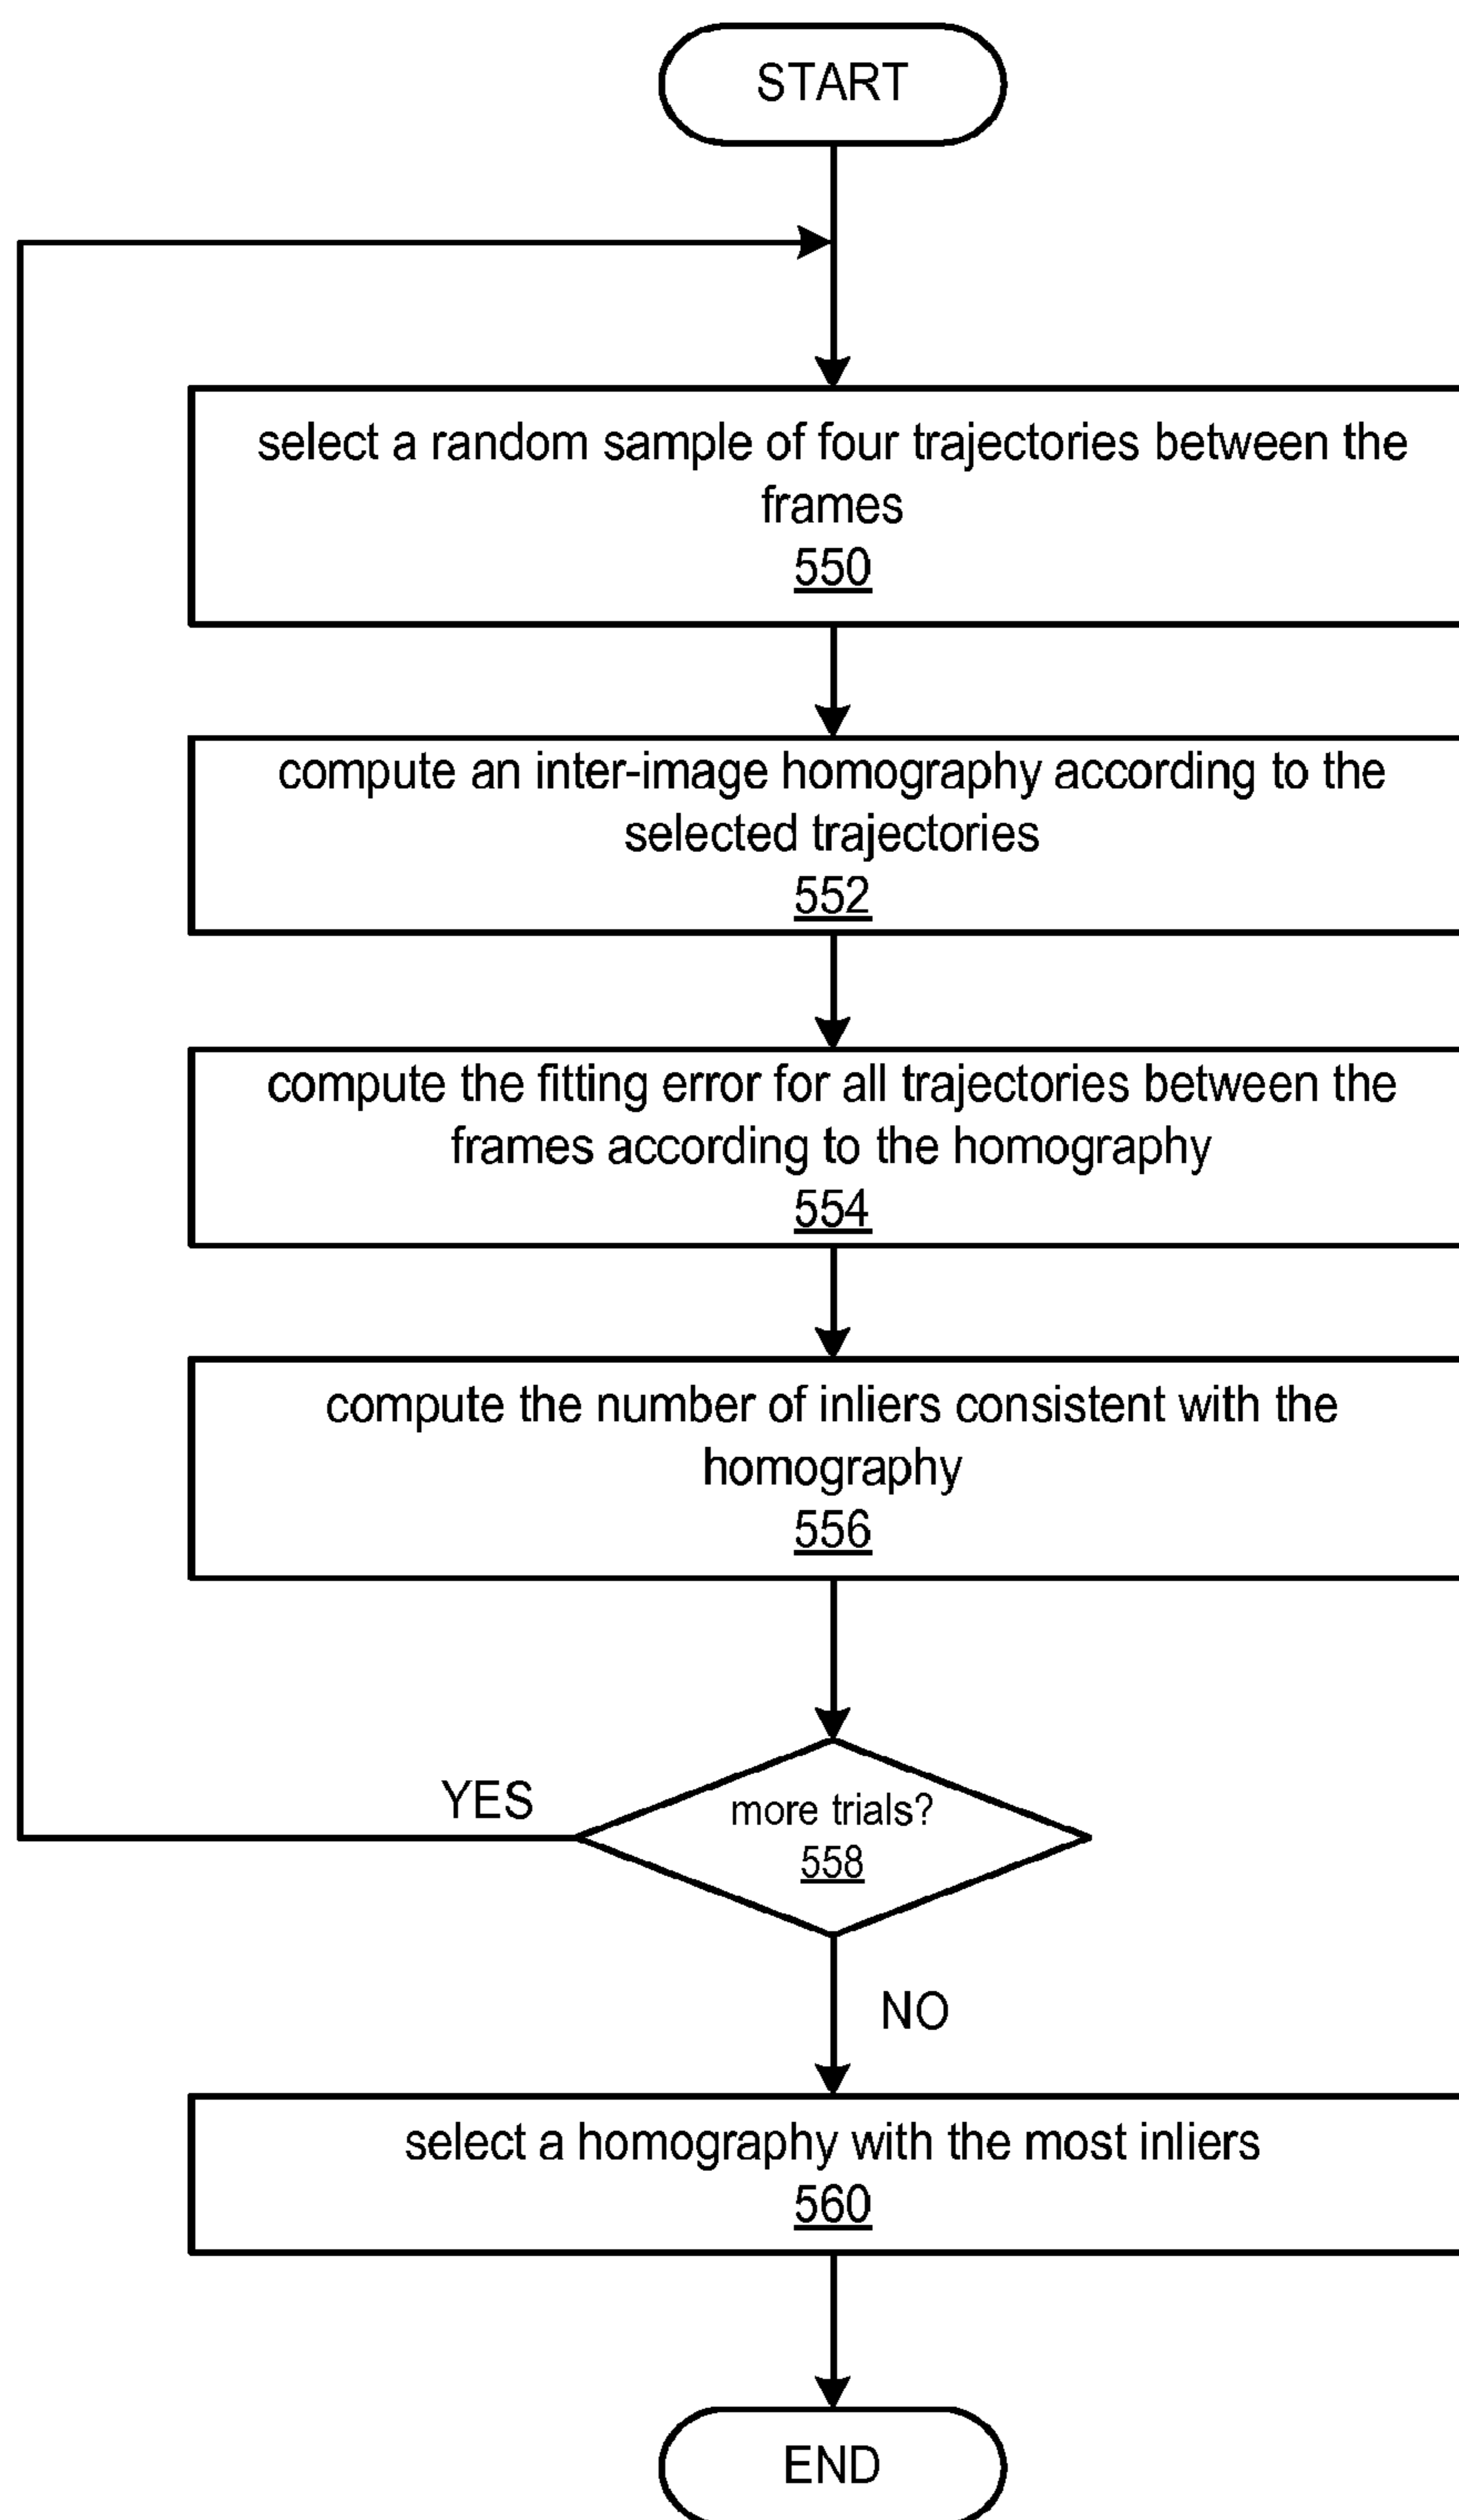 START
select a random sample of four trajectories between the
frames
550
compute an inter-image homography according to the
selected trajectories
552
compute the fitting error for all trajectories between the
frames according to the homography
554
compute the number of inliers consistent with the
homography
556
YES
more trials?
558
NO
select a homography with the most inliers
560
END